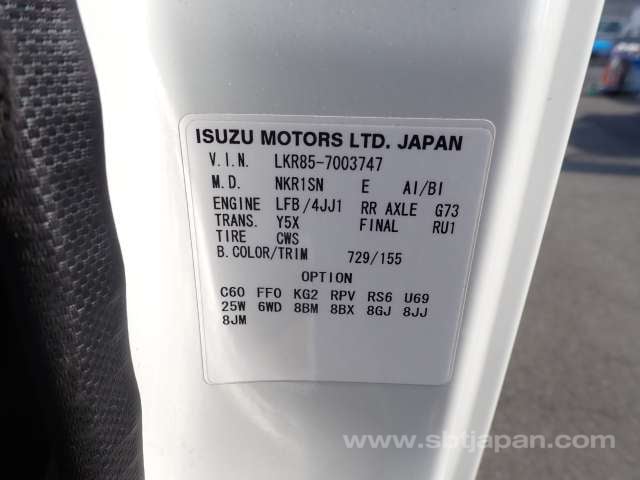 ISUZU MOTORS LTD. JAPAN
V.I.N. LKR85-7003747
M.D. NKR1SN E AI/BI
ENGINE LFB/4JJ1 RR AXLE G73
TRANS. Y5X FINAL RU1
TIRE CWS
B.COLOR/TRIM 729/155
OPTION
C60 FF0 KG2 RPV RS6 U69
25W 6WD 8BM 8BX 8GJ 8JJ
8JM
www.sbtjapan.com